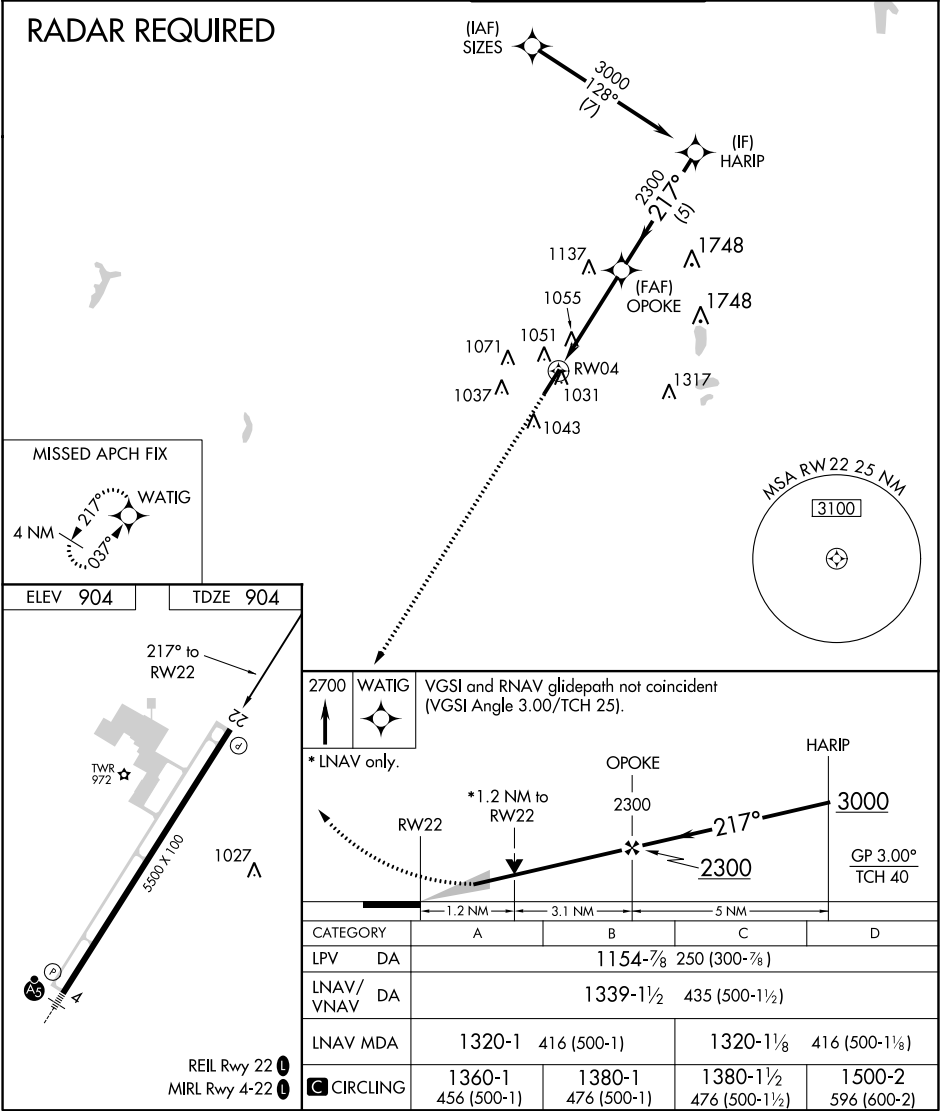 RADAR REQUIRED
(IAF)
SIZES
3000
128°
(7)
(IF)
HARIP
2300
217°
(5)
1748
1137
(FAF)
OPOKE
1748
1055
1051
1071
RW04
1037
1031
1317
1043
MISSED APCH FIX
WATIG
217°
4 NM
037°
MSA RW22 25 NM
3100
ELEV 904
TDZE 904
217° to
RW22
22
P
TWR
972
5500 X 100
1027
P
A5
4
REIL Rwy 22 L
MIRL Rwy 4-22 L
2700
WATIG
VGSI and RNAV glidepath not coincident
(VGSI Angle 3.00/TCH 25).
* LNAV only.
HARIP
OPOKE
*1.2 NM to
RW22
2300
3000
RW22
217°
2300
GP 3.00°
TCH 40
1.2 NM
3.1 NM
5 NM
CATEGORY A B C D
LPV DA 1154-⅞ 250 (300-⅞)
LNAV/
VNAV DA 1339-1½ 435 (500-1½)
LNAV MDA 1320-1 416 (500-1) 1320-1⅛ 416 (500-1⅛)
C CIRCLING 1360-1 1380-1 1380-1½ 1500-2
456 (500-1) 476 (500-1) 476 (500-1½) 596 (600-2)